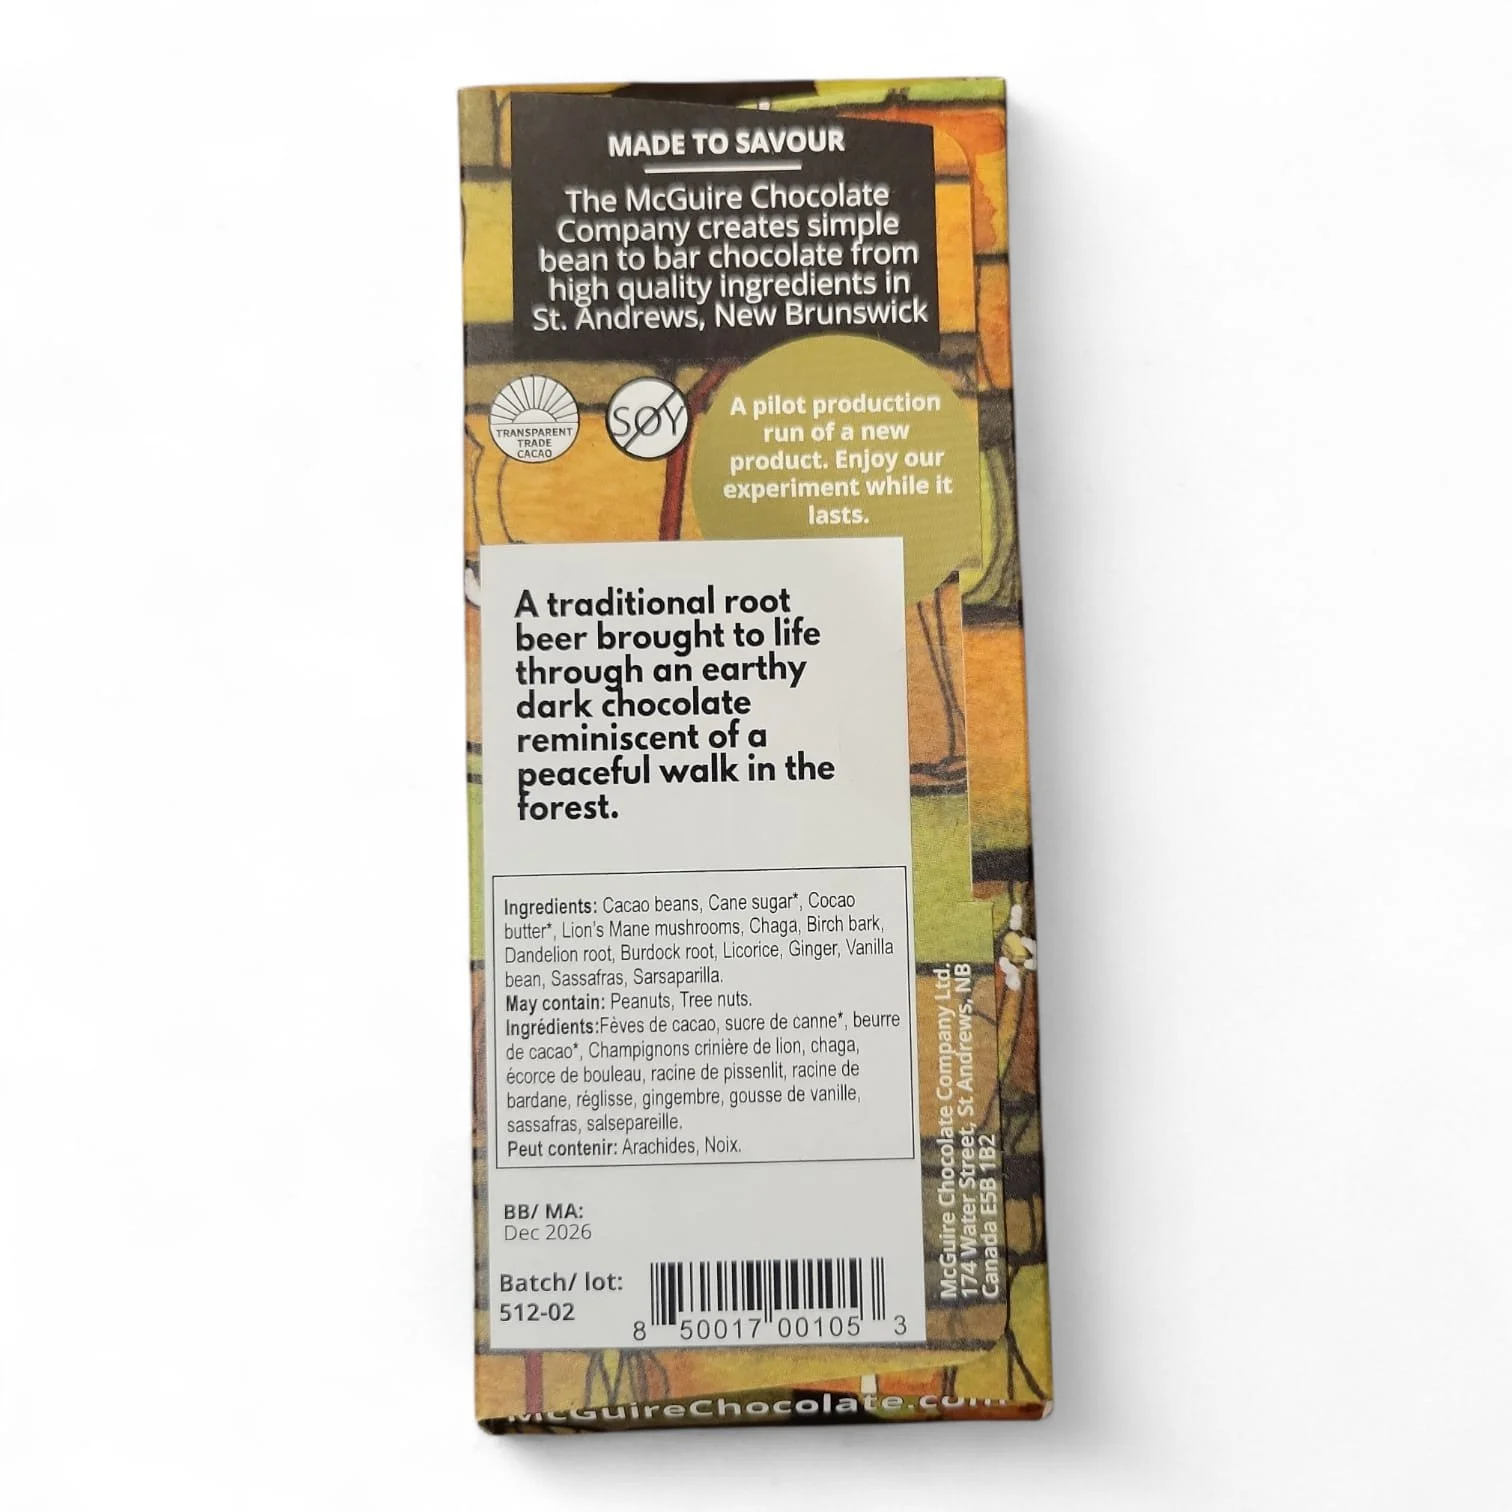 MADE TO SAVOUR
The McGuire Chocolate
Company creates simple
bean to bar chocolate from
high quality ingredients in
St. Andrews, New Brunswick
TRANSPARENT
TRADE
CACAO
SOY
A pilot production
run of a new
product. Enjoy our
experiment while it
lasts.
A traditional root
beer brought to life
through an earthy
dark chocolate
reminiscent of a
peaceful walk in the
forest.
Ingredients: Cacao beans, Cane sugar*, Cocao
butter*, Lion's Mane mushrooms, Chaga, Birch bark,
Dandelion root, Burdock root, Licorice, Ginger, Vanilla
bean, Sassafras, Sarsaparilla.
May contain: Peanuts, Tree nuts.
Ingrédients:Fèves de cacao, sucre de canne*, beurre
de cacao*, Champignons crinière de lion, chaga,
écorce de bouleau, racine de pissenlit, racine de
bardane, réglisse, gingembre, gousse de vanille,
sassafras, salsepareille.
Peut contenir: Arachides, Noix.
BB/ MA:
Dec 2026
Batch/ lot:
512-02
8 50017 00105 3
McGuire Chocolate Company Ltd.
174 Water Street, St Andrews, NB
Canada E5B 1B2
McGuireChocolate.com